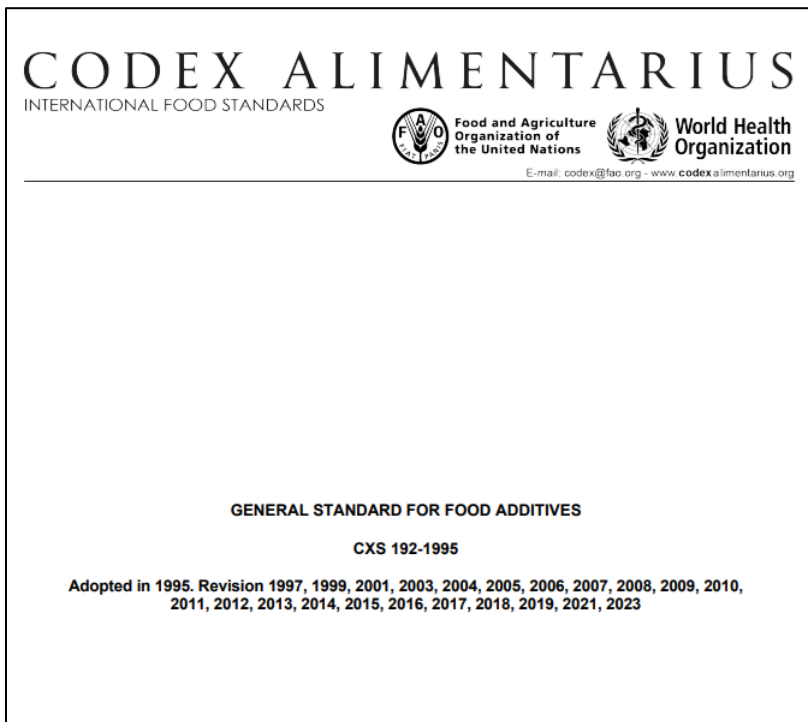 CODEX ALIMENTARIUS
INTERNATIONAL FOOD STANDARDS
F A O
FIAT PANIS
Food and Agriculture
Organization of
the United Nations
World Health
Organization
E-mail: codex@fao.org - www.codexalimentarius.org
GENERAL STANDARD FOR FOOD ADDITIVES
CXS 192-1995
Adopted in 1995. Revision 1997, 1999, 2001, 2003, 2004, 2005, 2006, 2007, 2008, 2009, 2010,
2011, 2012, 2013, 2014, 2015, 2016, 2017, 2018, 2019, 2021, 2023